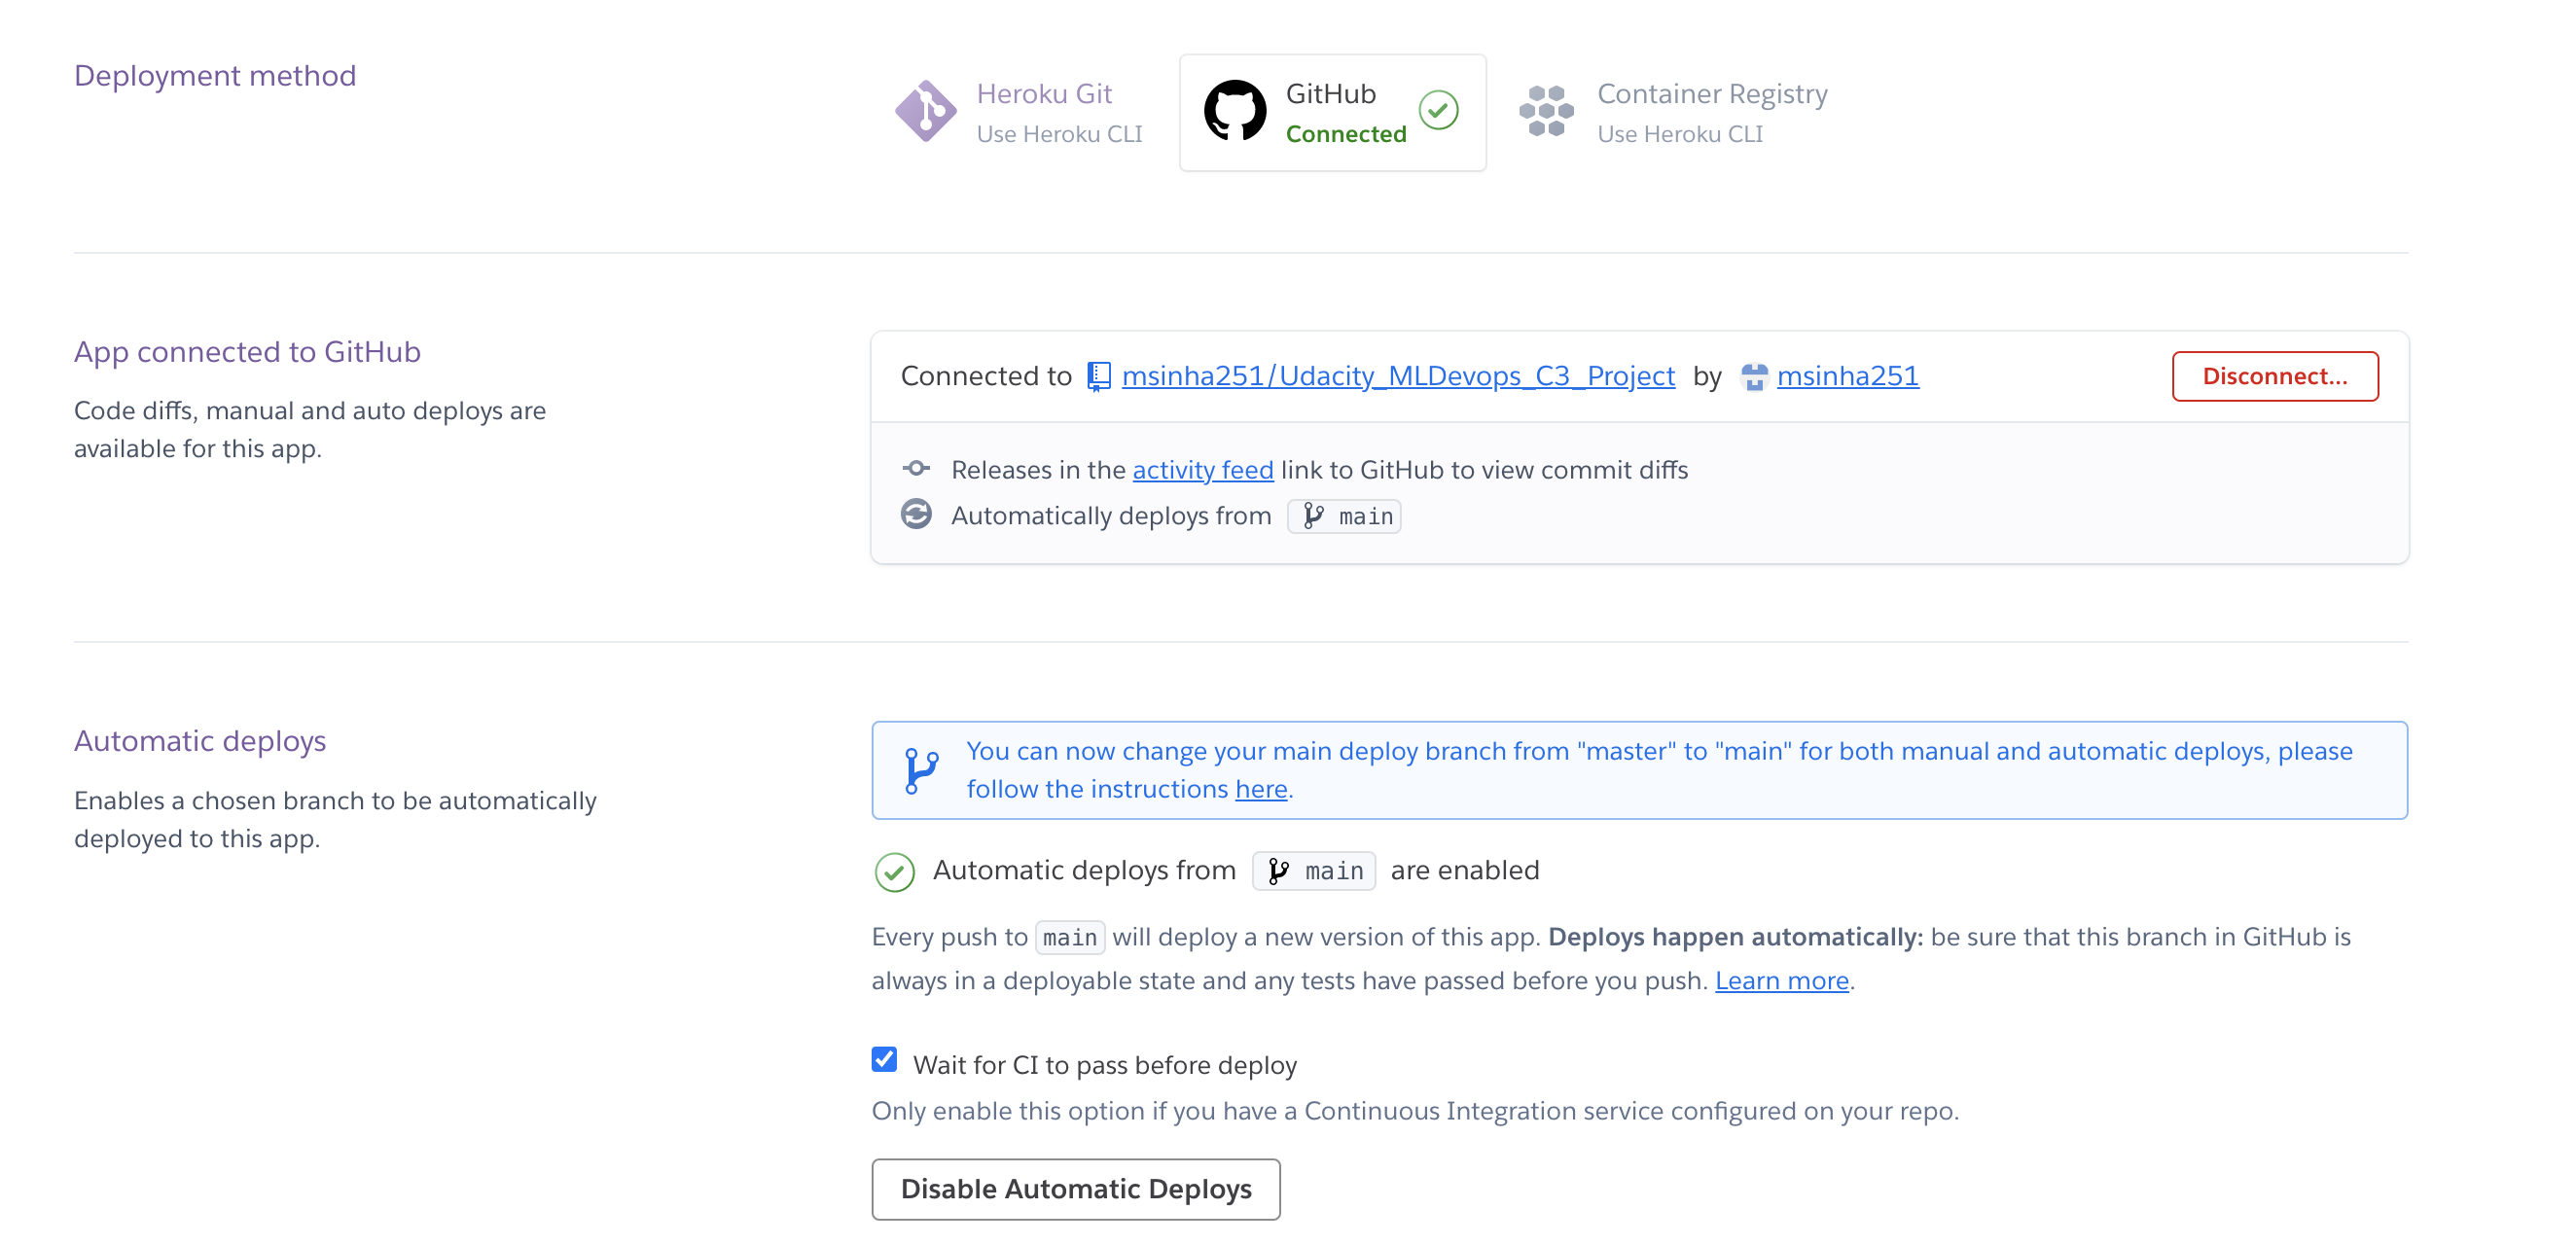 Deployment method
Heroku Git
Use Heroku CLI
GitHub
Connected
Container Registry
Use Heroku CLI
App connected to GitHub
Code diffs, manual and auto deploys are
available for this app.
Connected to msinha251/Udacity_MLDevops_C3_Project by msinha251
Disconnect...
Releases in the activity feed link to GitHub to view commit diffs
Automatically deploys from main
Automatic deploys
Enables a chosen branch to be automatically
deployed to this app.
You can now change your main deploy branch from "master" to "main" for both manual and automatic deploys, please
follow the instructions here.
Automatic deploys from main are enabled
Every push to main will deploy a new version of this app. Deploys happen automatically: be sure that this branch in GitHub is
always in a deployable state and any tests have passed before you push. Learn more.
Wait for CI to pass before deploy
Only enable this option if you have a Continuous Integration service configured on your repo.
Disable Automatic Deploys